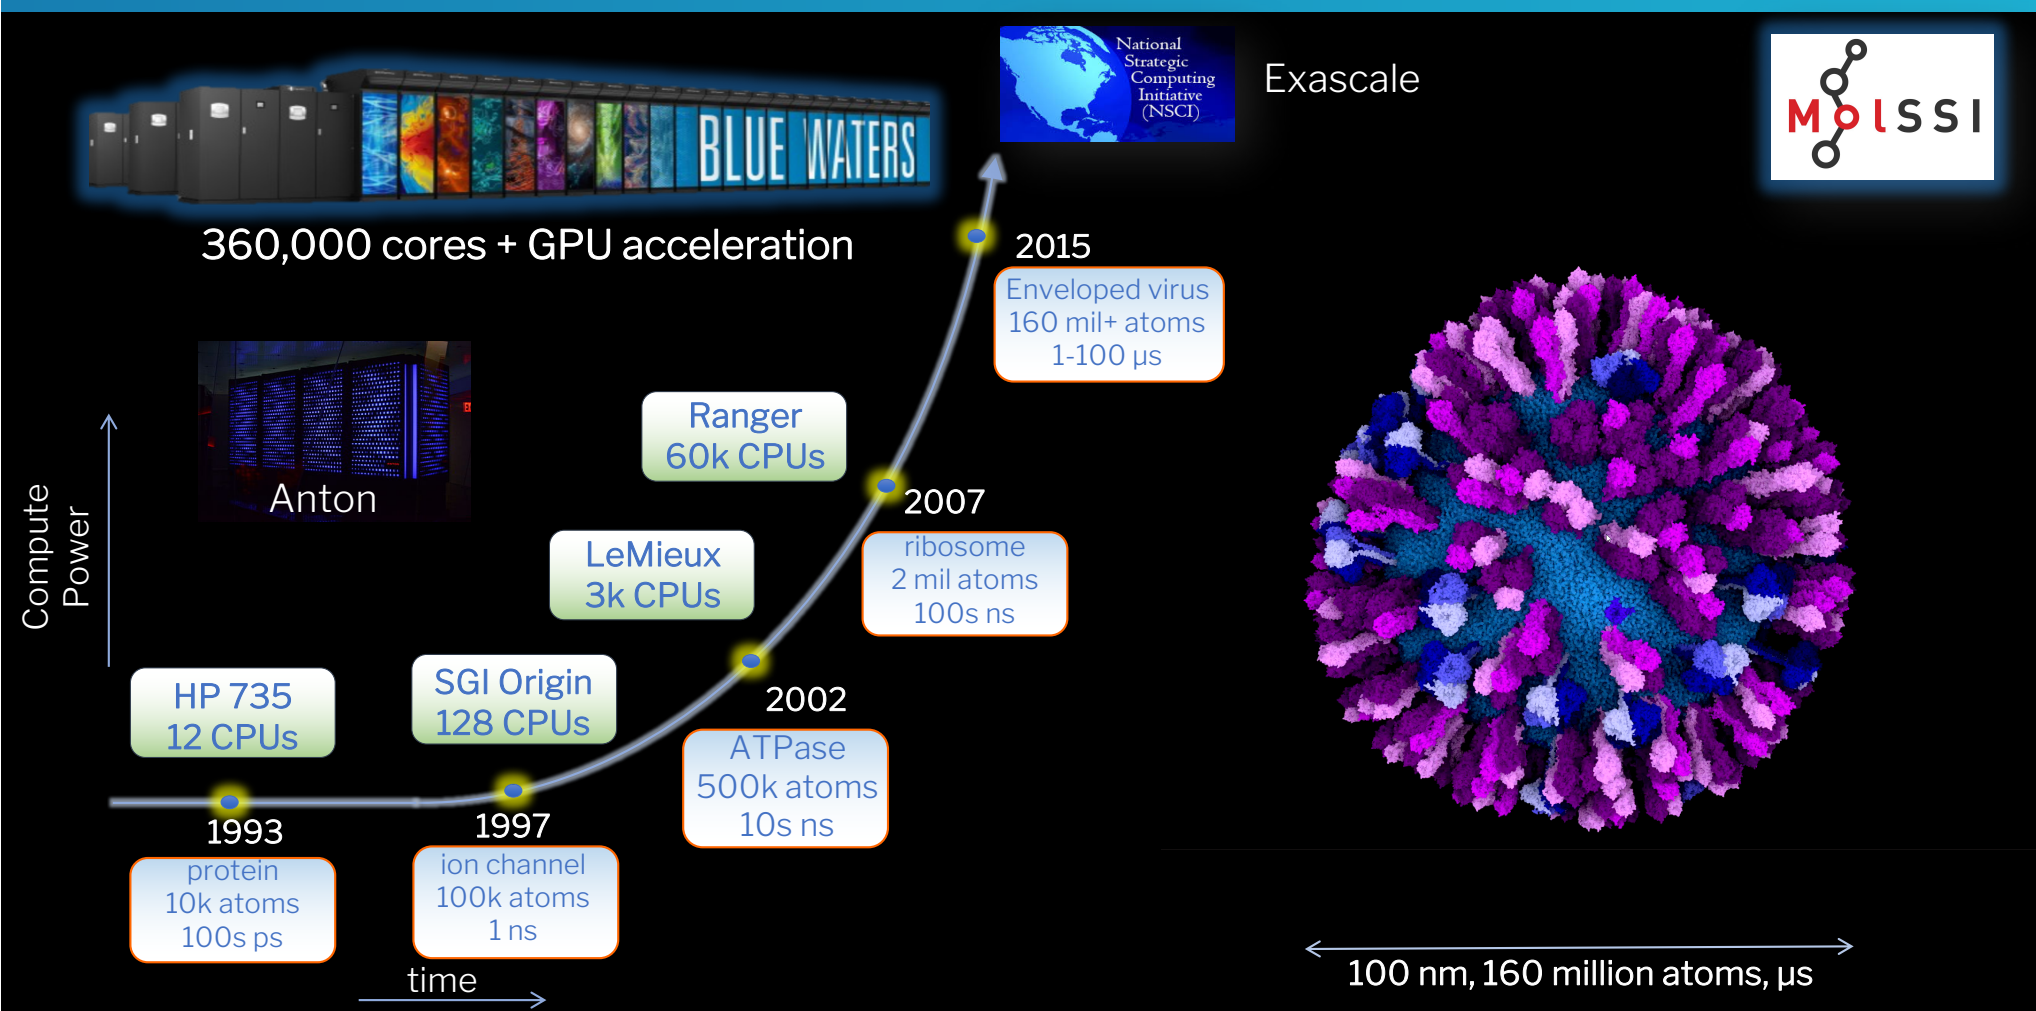 National
Strategic
Computing
Initiative
(NSCI)
Exascale
MolSSI
BLUE WATERS
360,000 cores + GPU acceleration
2015
Enveloped virus
160 mil+ atoms
1-100 µs
Anton
Ranger
60k CPUs
2007
ribosome
2 mil atoms
100s ns
Compute
Power
LeMieux
3k CPUs
2002
ATPase
500k atoms
10s ns
HP 735
12 CPUs
SGI Origin
128 CPUs
1993
protein
10k atoms
100s ps
1997
ion channel
100k atoms
1 ns
time
100 nm, 160 million atoms, µs